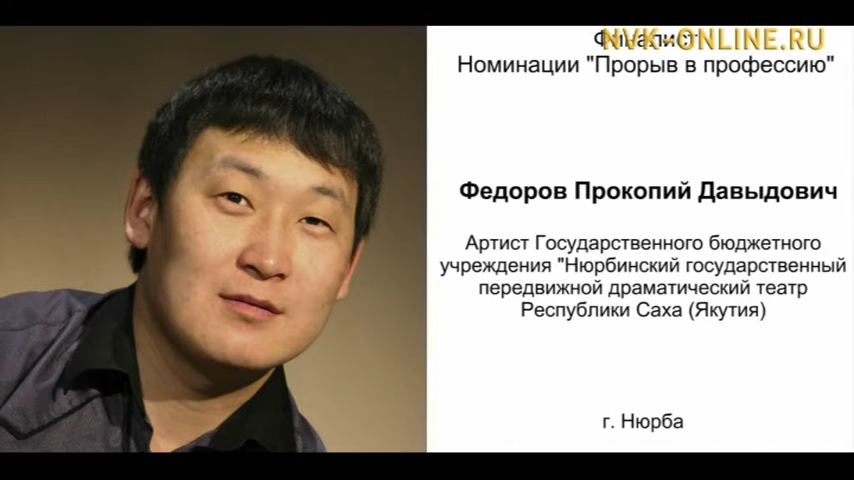 NVK-ONLINE.RU
Финалист
Номинации "Прорыв в профессию"
Федоров Прокопий Давыдович
Артист Государственного бюджетного
учреждения "Нюрбинский государственный
передвижной драматический театр
Республики Саха (Якутия)
г. Нюрба